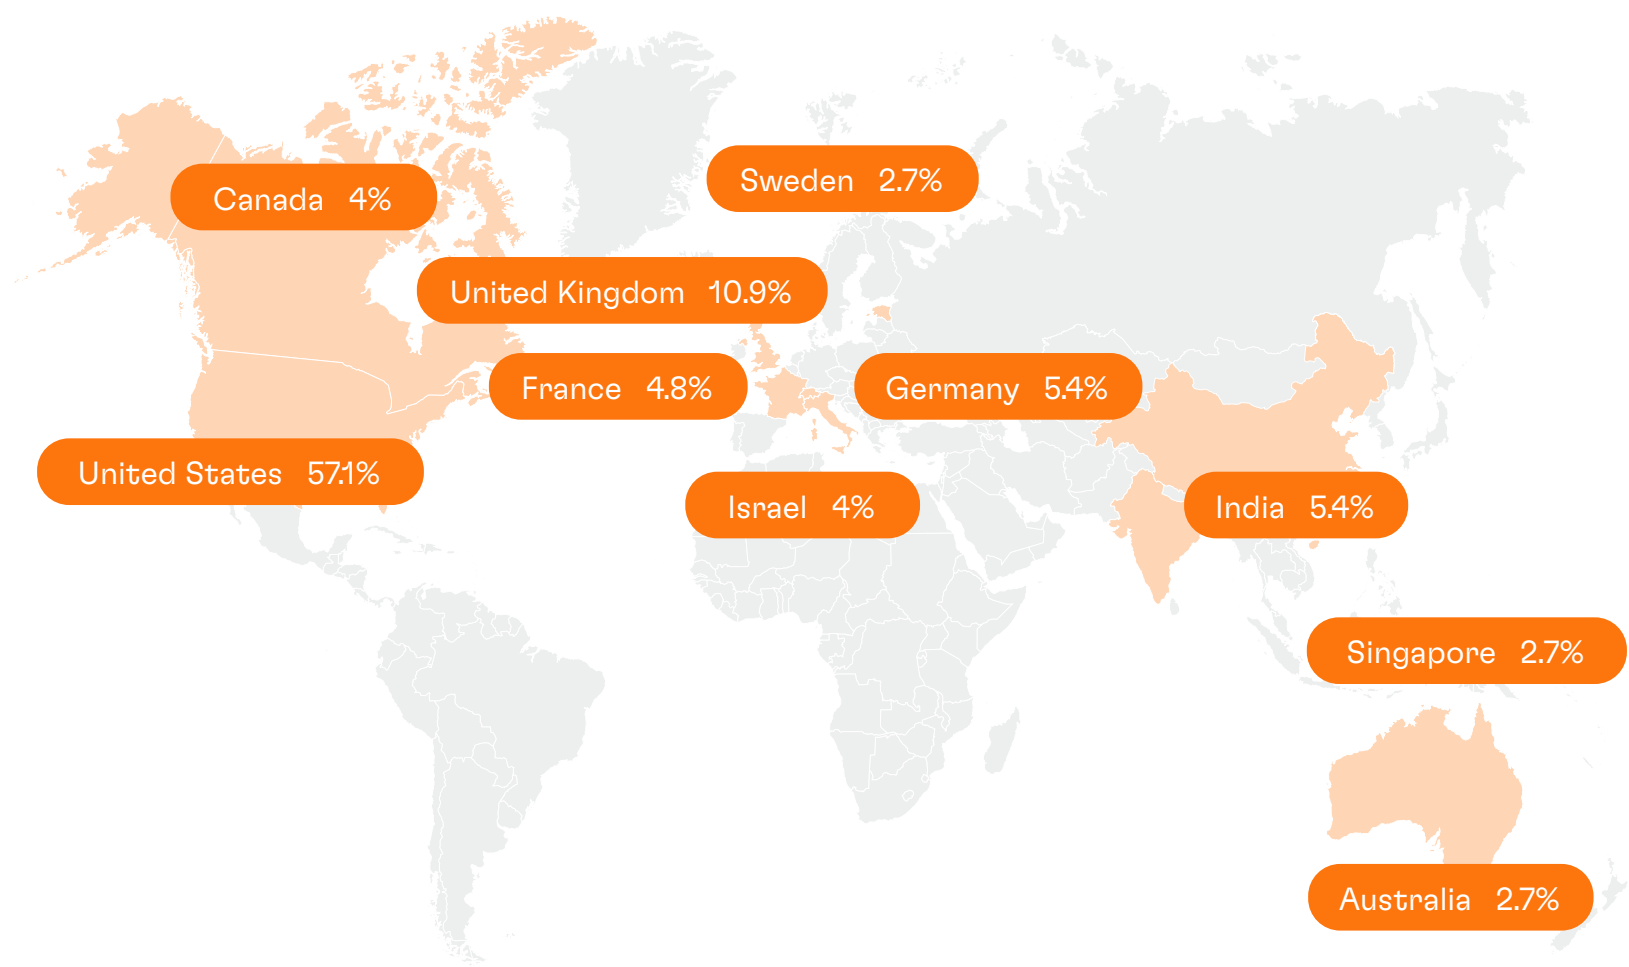 Sweden 2.7%
Canada 4%
United Kingdom 10.9%
France 4.8%
Germany 5.4%
United States 57.1%
Israel 4%
India 5.4%
Singapore 2.7%
Australia 2.7%